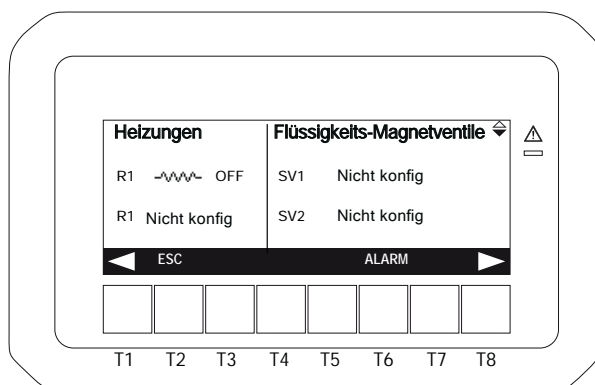 Heizungen Flüssigkeits-Magnetventile
R1 OFF SV1 Nicht konfig
R1 Nicht konfig SV2 Nicht konfig
ESC ALARM
T1 T2 T3 T4 T5 T6 T7 T8